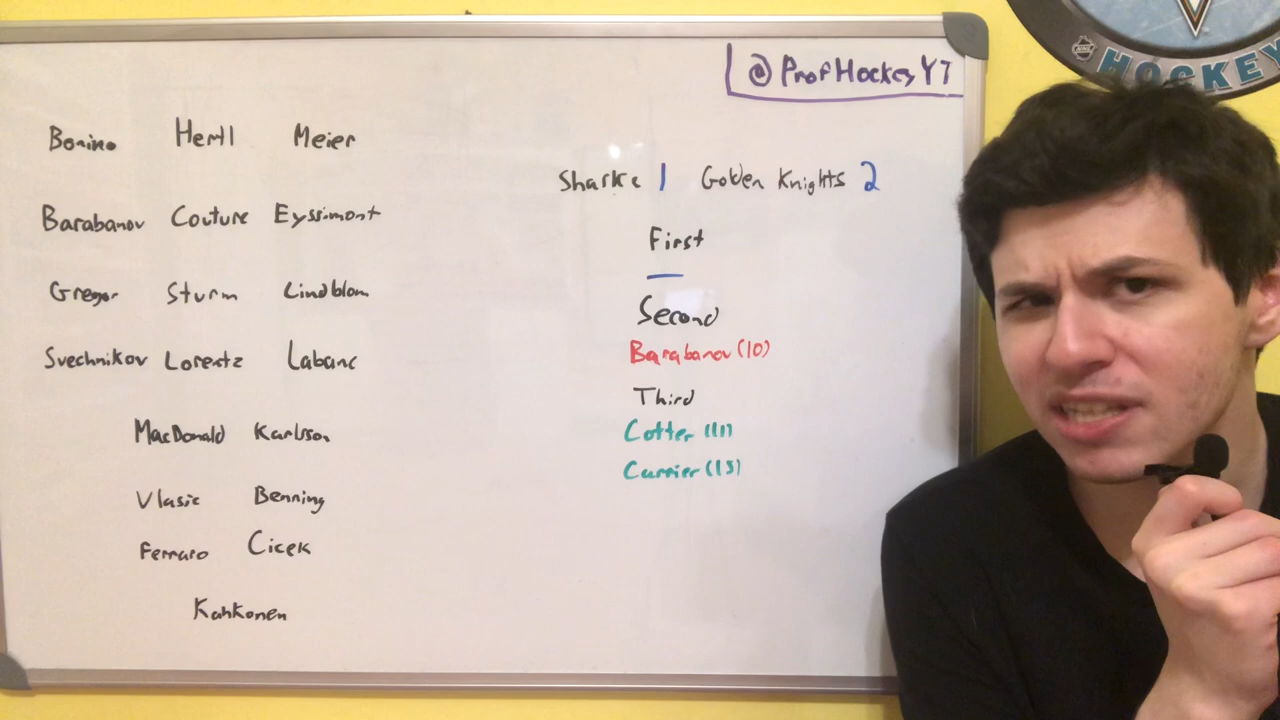 @ProfHockeyYT
HOCKEY
Bonino Hertl Meier
Sharks 1 Golden Knights 2
Barabanov Couture Eyssimont
First
—
Gregor Sturm Lindblom
Second
Svechnikov Lorentz Labanc
Barabanov (10)
Third
MacDonald Karlsson
Cotter (11)
Carrier (13)
Vlasic Benning
Ferraro Cicek
Kahkonen